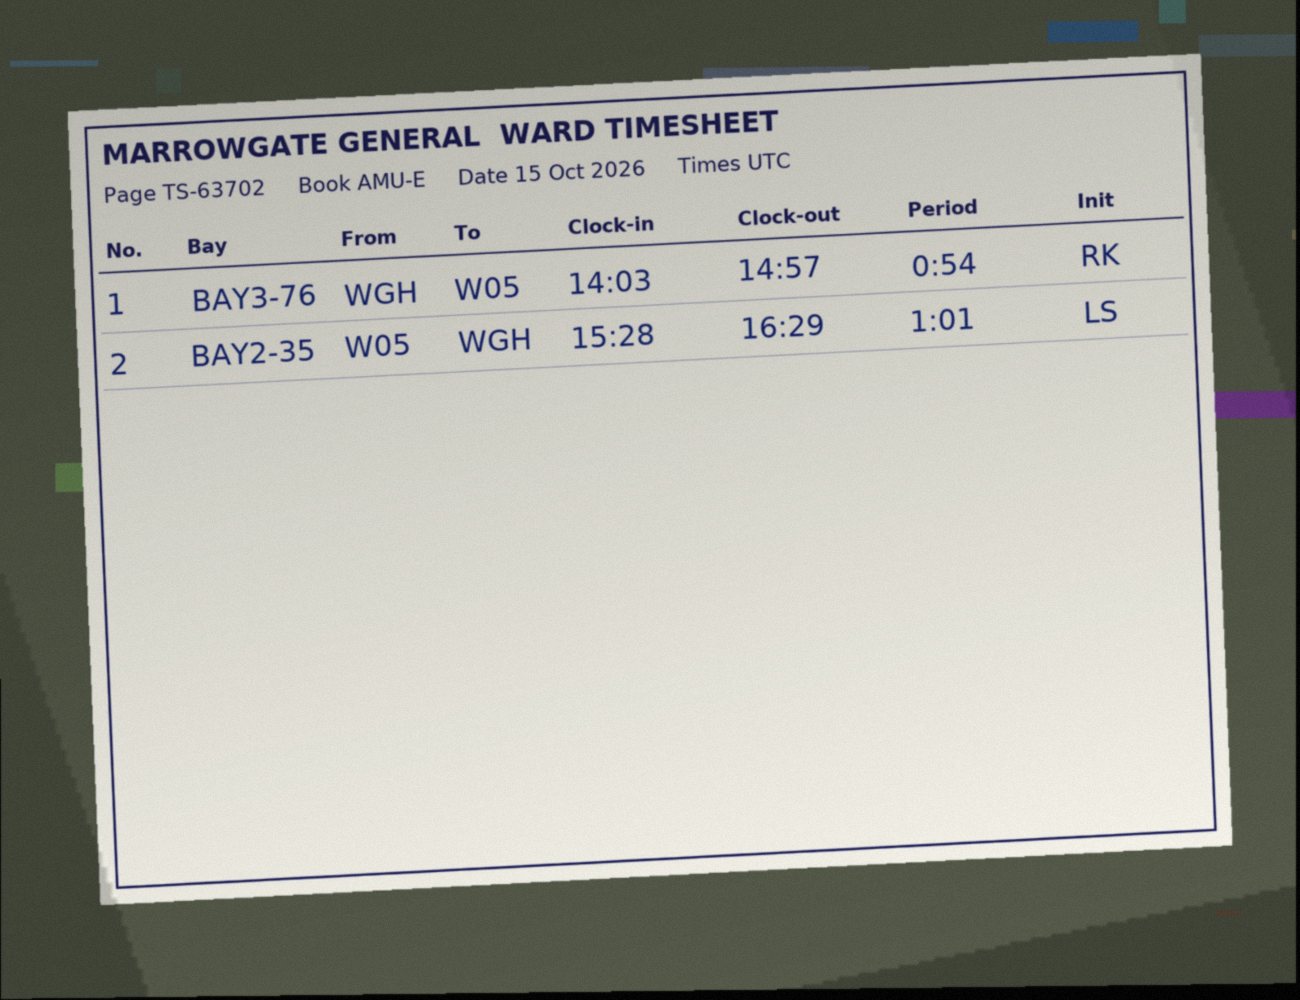 MARROWGATE GENERAL WARD TIMESHEET
Page TS-63702 Book AMU-E Date 15 Oct 2026 Times UTC
No. Bay From To Clock-in Clock-out Period Init
1 BAY3-76 WGH W05 14:03 14:57 0:54 RK
2 BAY2-35 W05 WGH 15:28 16:29 1:01 LS